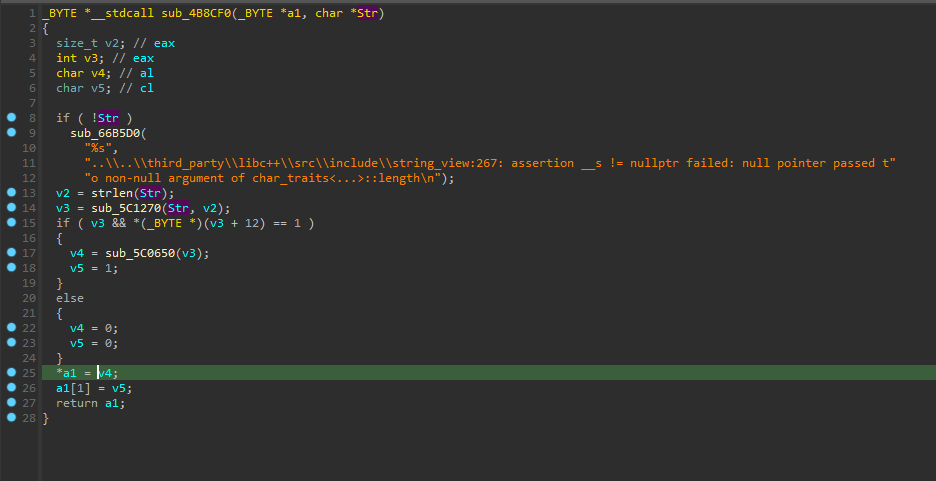 1 _BYTE *__stdcall sub_4B8CF0(_BYTE *a1, char *Str)
2 {
3 size_t v2; // eax
4 int v3; // eax
5 char v4; // al
6 char v5; // cl
7
8 if ( !Str )
9 sub_66B5D0(
10 "%s",
11 "..\\..\\third_party\\libc++\\src\\include\\string_view:267: assertion __s != nullptr failed: null pointer passed t"
12 "o non-null argument of char_traits<...>::length\n");
13 v2 = strlen(Str);
14 v3 = sub_5C1270(Str, v2);
15 if ( v3 && *(_BYTE *)(v3 + 12) == 1 )
16 {
17 v4 = sub_5C0650(v3);
18 v5 = 1;
19 }
20 else
21 {
22 v4 = 0;
23 v5 = 0;
24 }
25 *a1 = v4;
26 a1[1] = v5;
27 return a1;
28 }